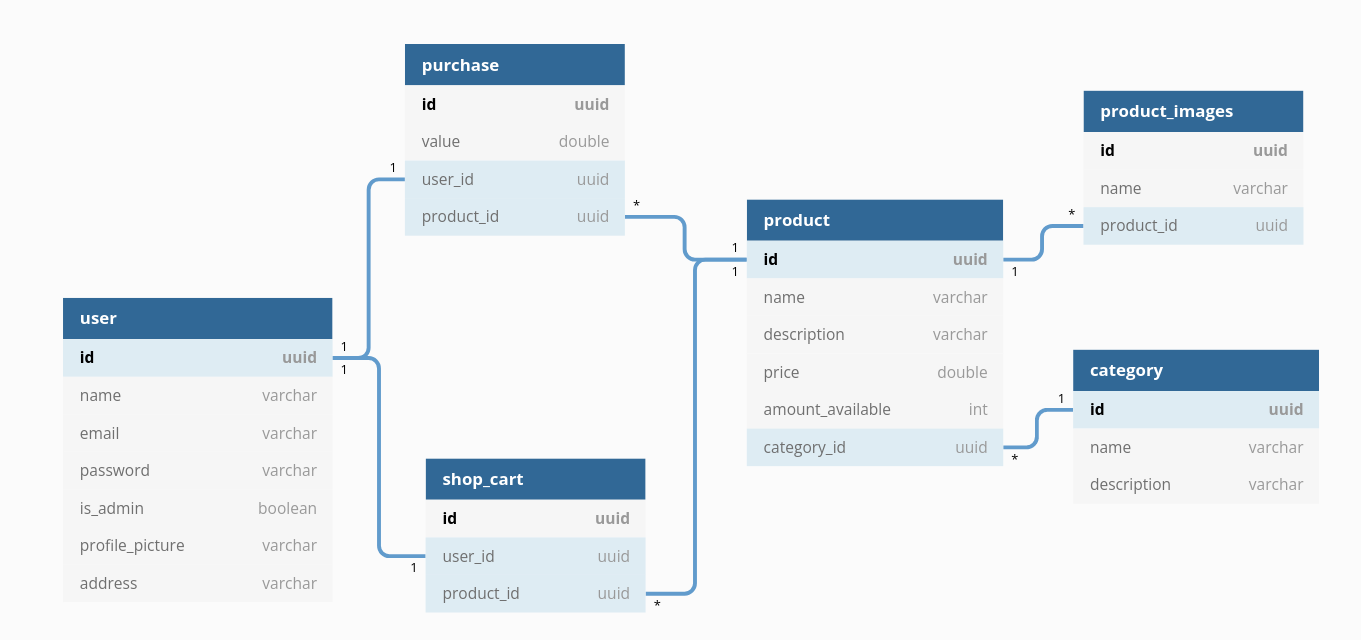 purchase
id uuid
value double
user_id uuid
product_id uuid
1
*
product_images
id uuid
name varchar
product_id uuid
*
product
id uuid
name varchar
description varchar
price double
amount_available int
category_id uuid
1
1
1
*
user
id uuid
name varchar
email varchar
password varchar
is_admin boolean
profile_picture varchar
address varchar
1
1
category
id uuid
name varchar
description varchar
1
shop_cart
id uuid
user_id uuid
product_id uuid
1
*